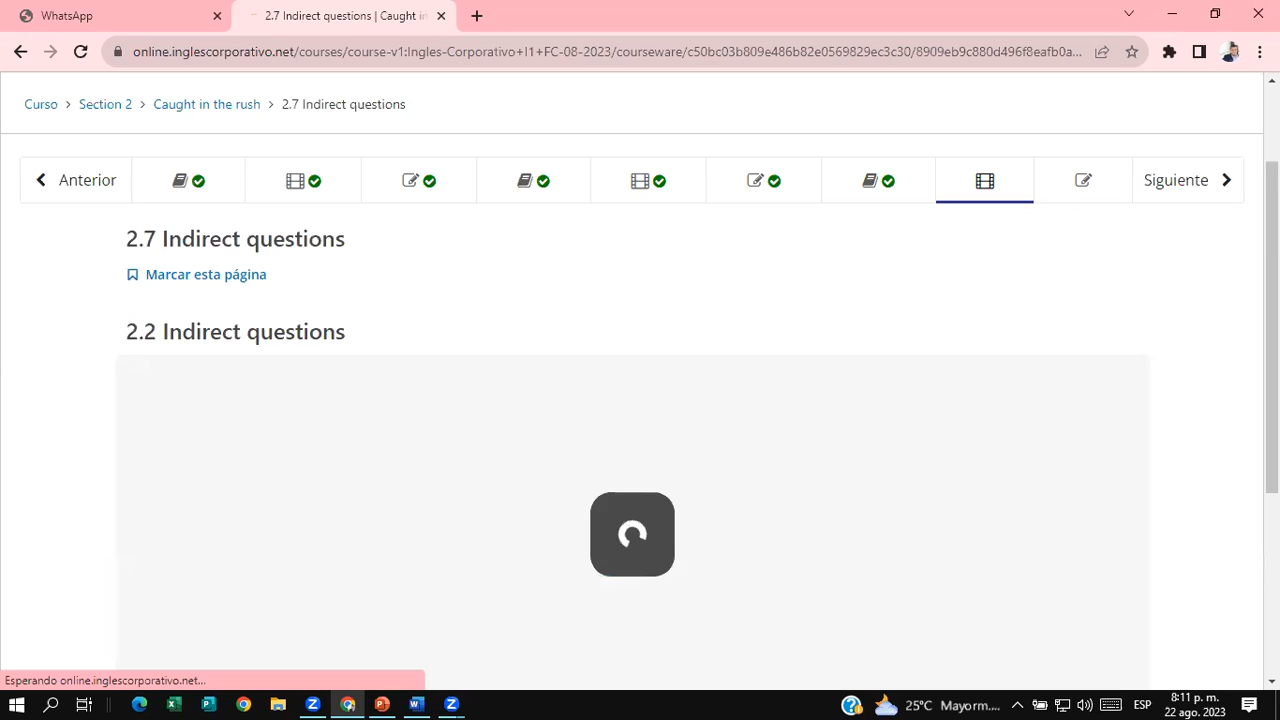 WhatsApp
2.7 Indirect questions | Caught in
online.inglescorporativo.net/courses/course-v1:Ingles-Corporativo+I1+FC-08-2023/courseware/c50bc03b809e486b82e0569829ec3c30/8909eb9c880d496f8eafb0a...
Curso > Section 2 > Caught in the rush > 2.7 Indirect questions
Anterior
Siguiente
2.7 Indirect questions
Marcar esta página
2.2 Indirect questions
Esperando online.inglescorporativo.net...
25°C Mayorm....
ESP
8:11 p. m.
22 ago. 2023